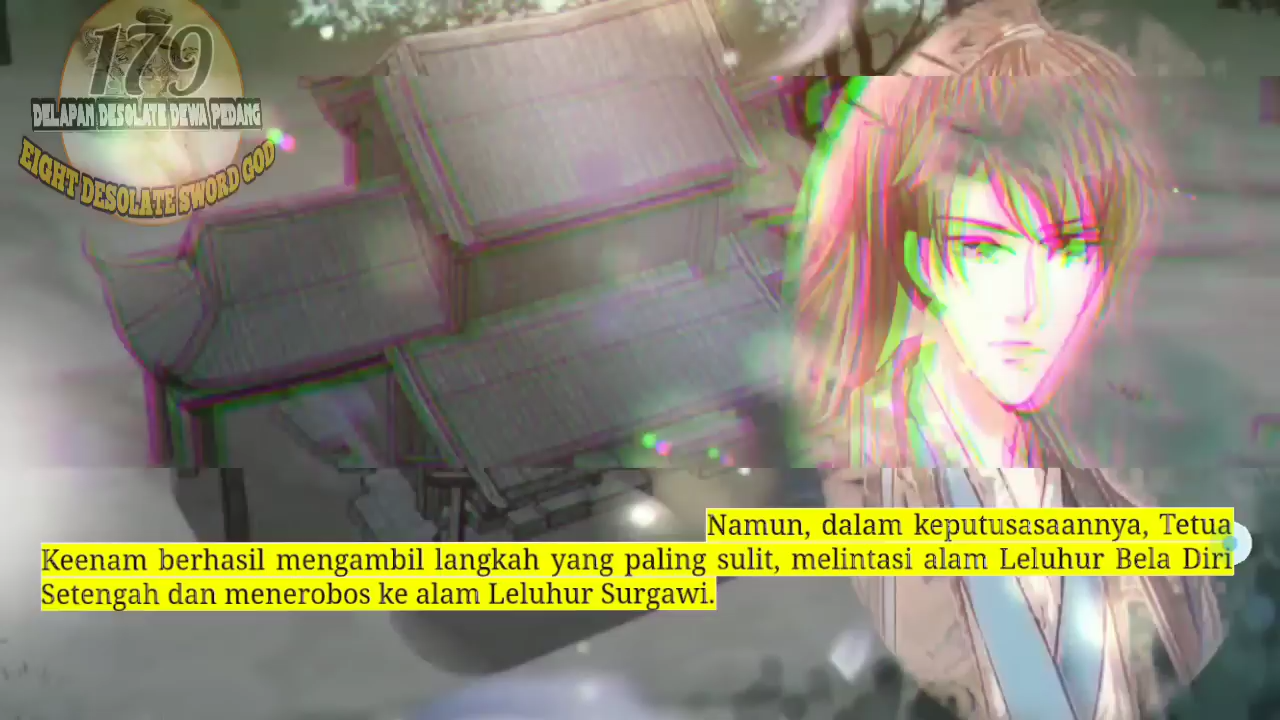 179
DELAPAN DESOLATE DEWA PEDANG
EIGHT DESOLATE SWORD GOD
Namun, dalam keputusasaannya, Tetua
Keenam berhasil mengambil langkah yang paling sulit, melintasi alam Leluhur Bela Diri
Setengah dan menerobos ke alam Leluhur Surgawi.